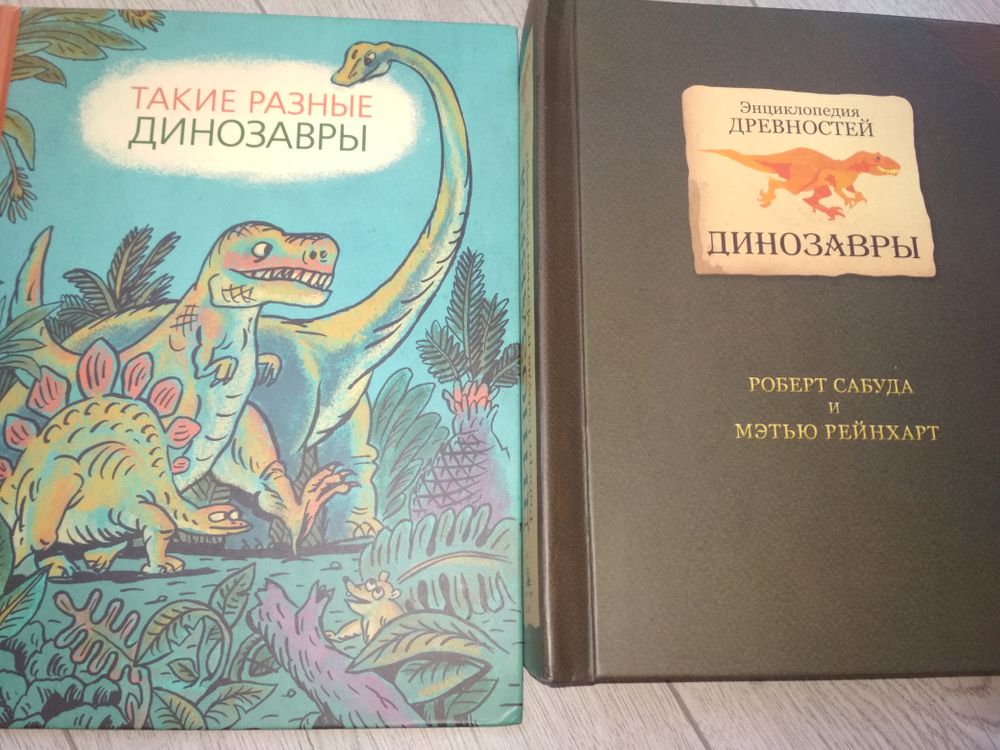 ТАКИЕ РАЗНЫЕ
ДИНОЗАВРЫ
Энциклопедия
ДРЕВНОСТЕЙ
ДИНОЗАВРЫ
РОБЕРТ САБУДА
И
МЭТЬЮ РЕЙНХАРТ